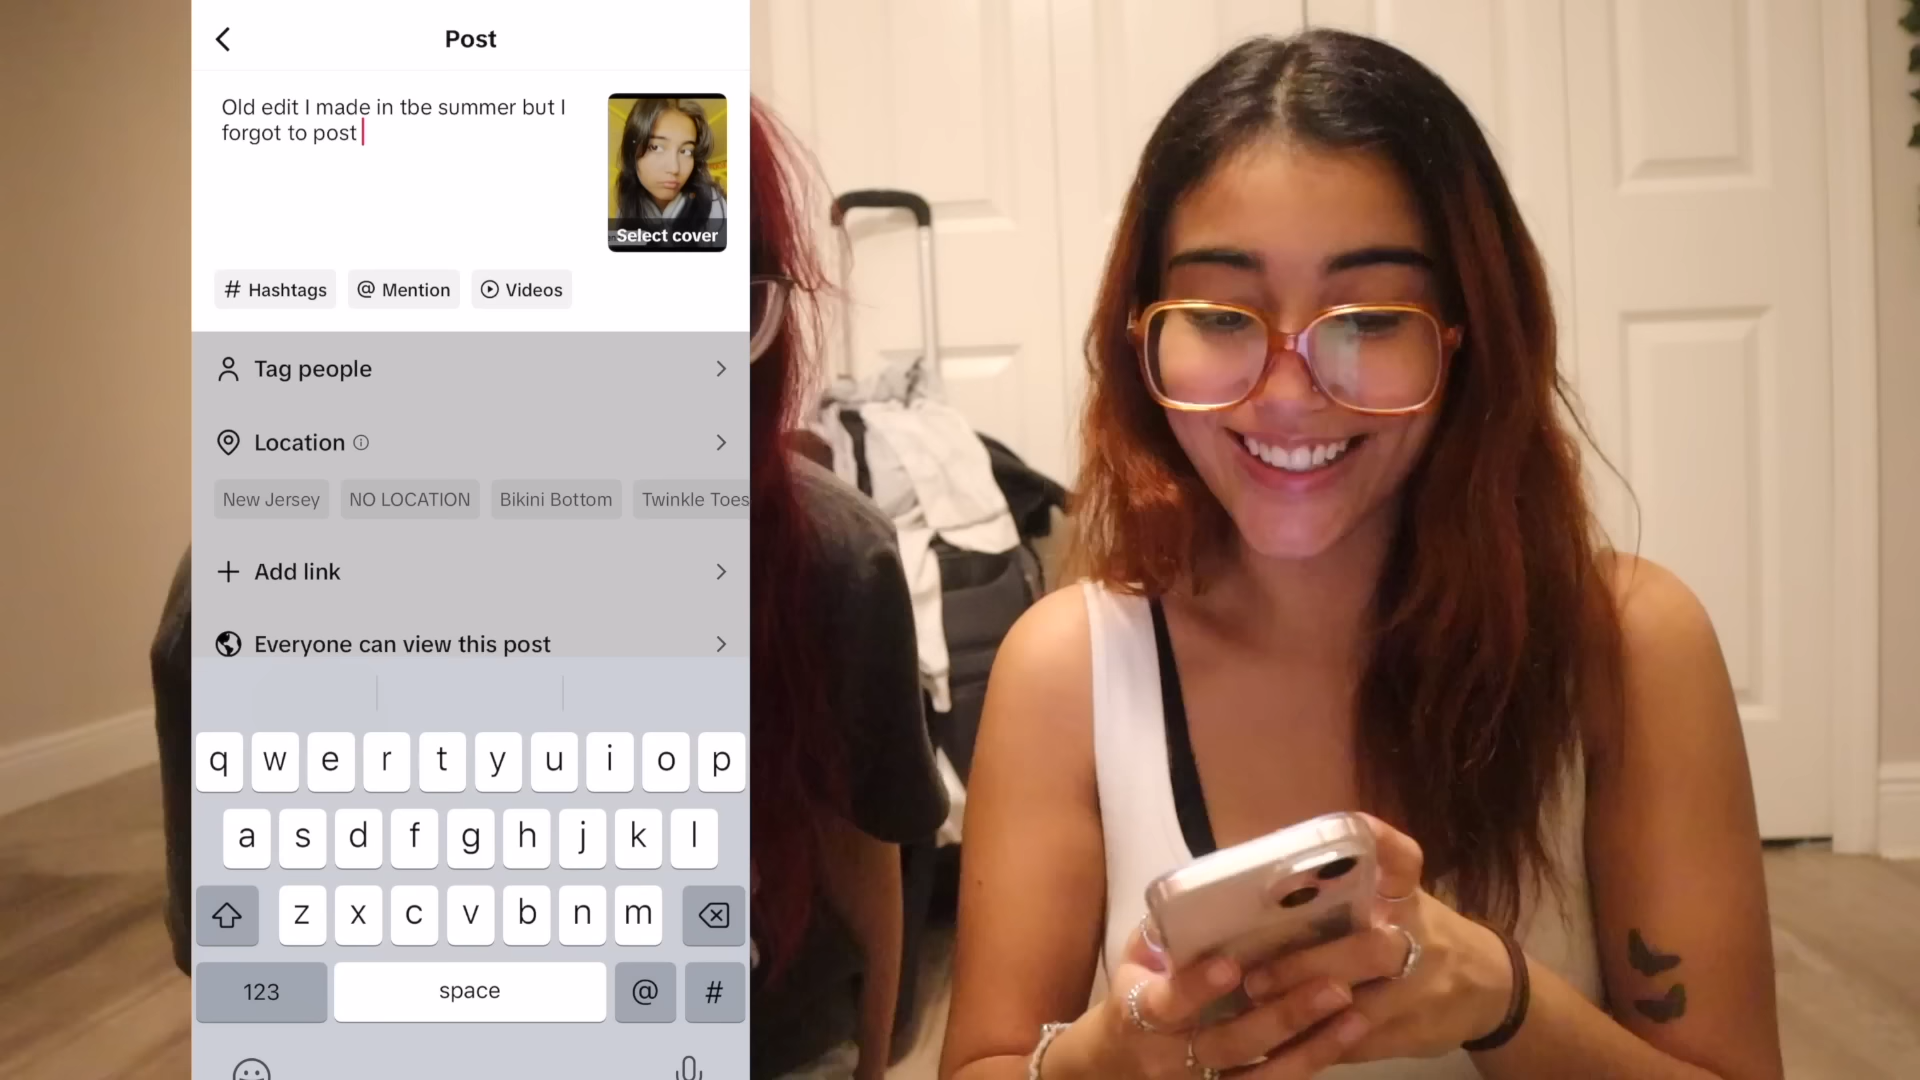 Post
Old edit I made in tbe summer but I
forgot to post
Select cover
# Hashtags @ Mention Videos
Tag people
Location
New Jersey NO LOCATION Bikini Bottom Twinkle Toes
Add link
Everyone can view this post
q w e r t y u i o p
a s d f g h j k l
z x c v b n m
123 space @ #